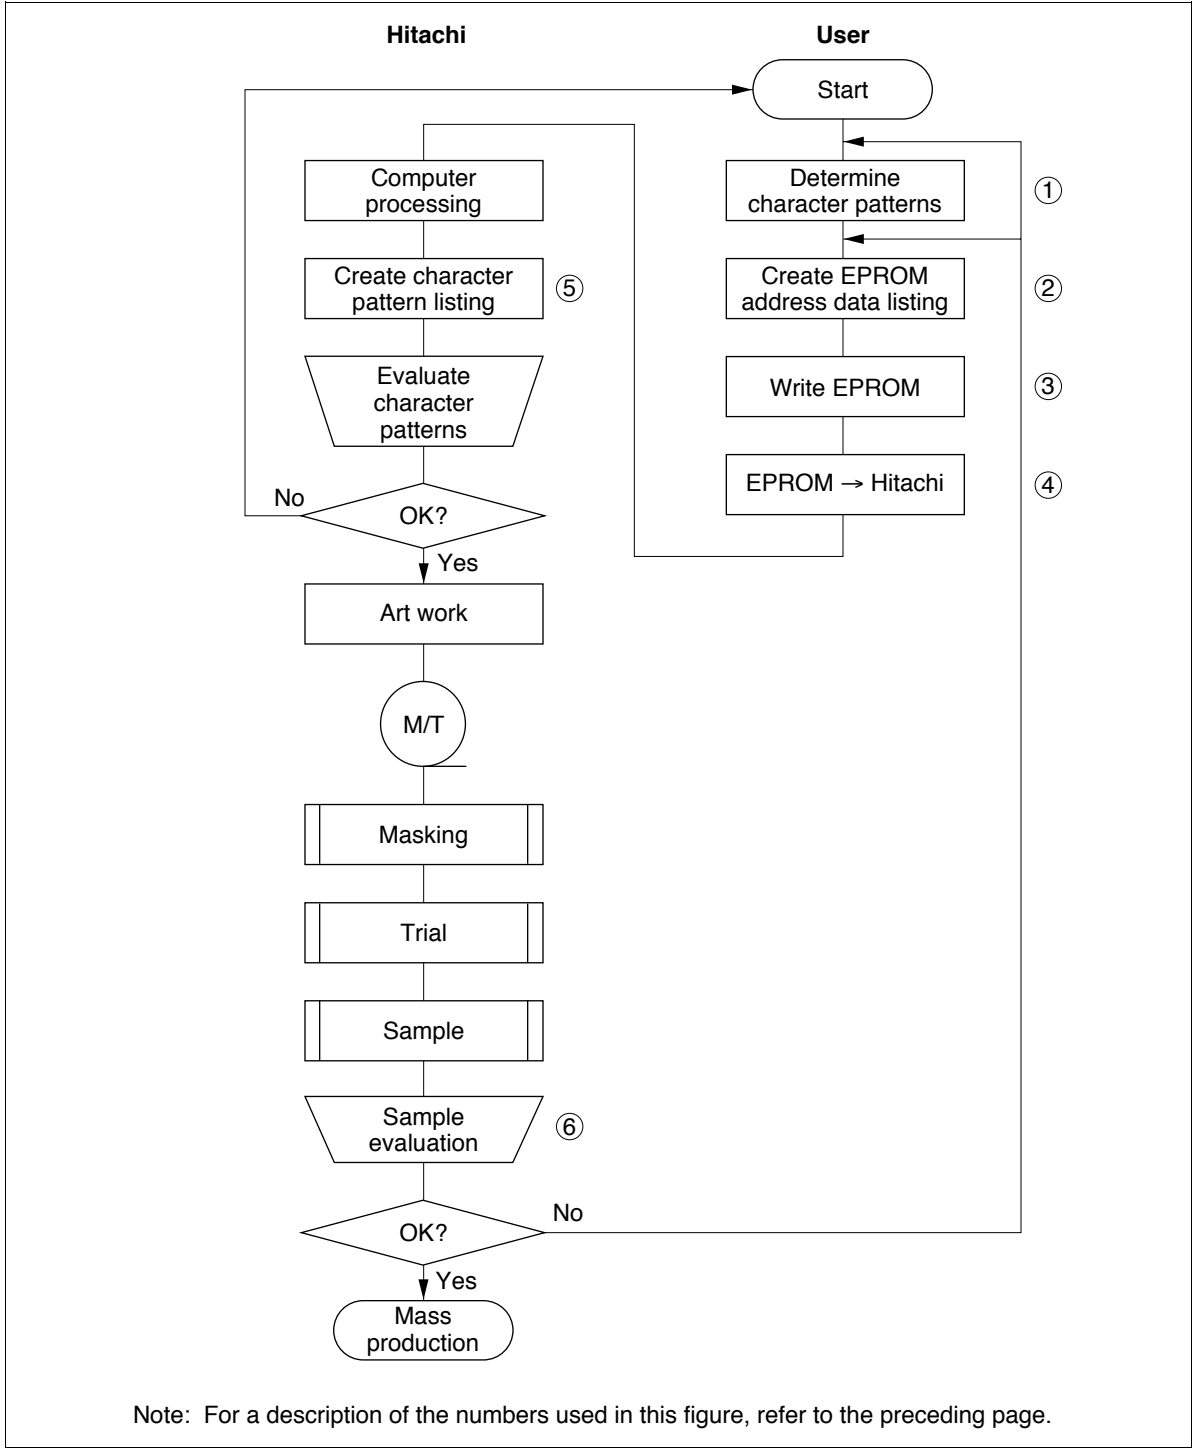 Hitachi
User
Start
Computer
processing
Determine
character patterns
①
Create character
pattern listing
⑤
Create EPROM
address data listing
②
Evaluate
character
patterns
Write EPROM
③
EPROM → Hitachi
④
No
OK?
Yes
Art work
M/T
Masking
Trial
Sample
Sample
evaluation
⑥
OK?
No
Yes
Mass
production
Note: For a description of the numbers used in this figure, refer to the preceding page.